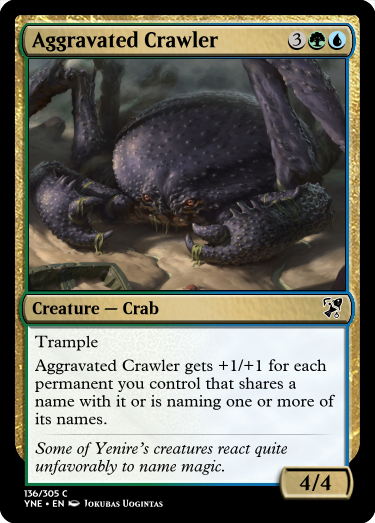 Aggravated Crawler 3
Creature — Crab
Trample
Aggravated Crawler gets +1/+1 for each
permanent you control that shares a
name with it or is naming one or more of
its names.
Some of Yenire's creatures react quite
unfavorably to name magic.
4/4
136/305 C
YNE • EN Jokubas Uogintas